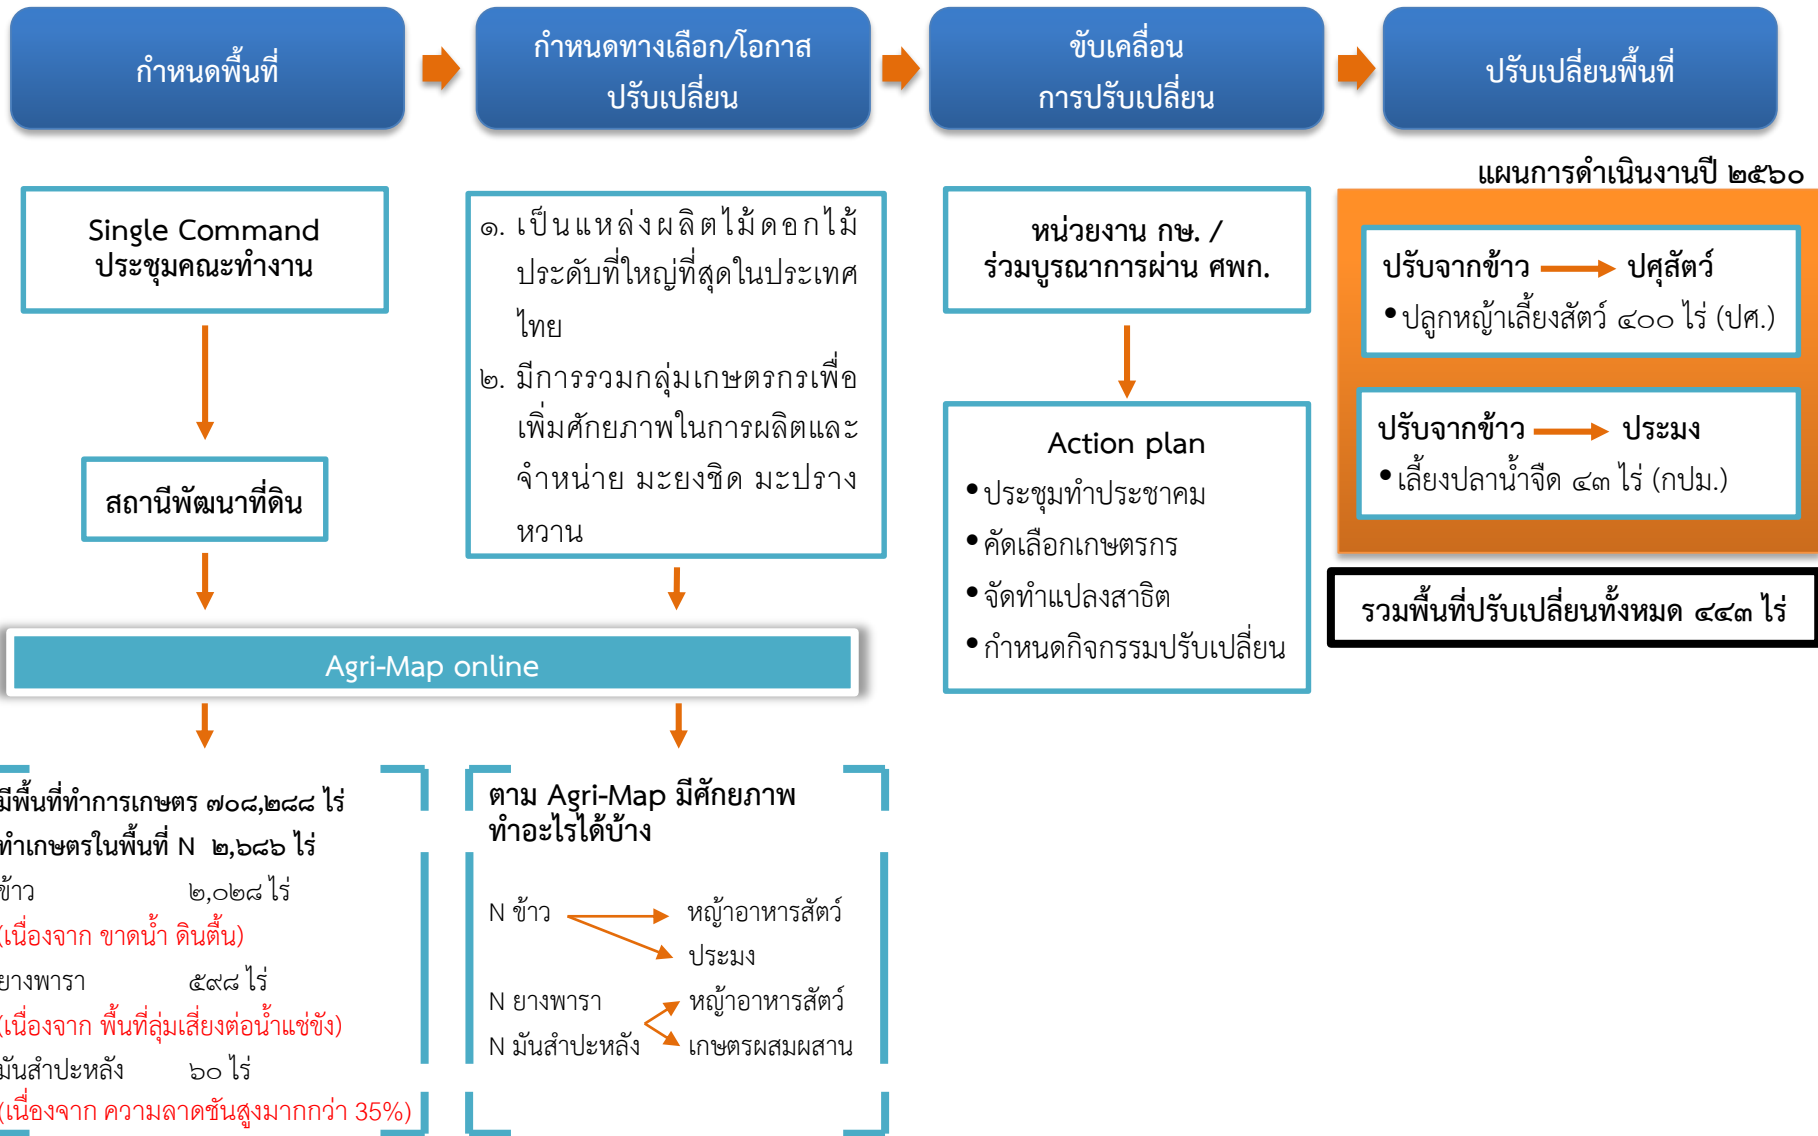 กำหนดพื้นที่
กำหนดทางเลือก/โอกาส
ปรับเปลี่ยน
ขับเคลื่อน
การปรับเปลี่ยน
ปรับเปลี่ยนพื้นที่
Single Command
ประชุมคณะทำงาน
สถานีพัฒนาที่ดิน
๑. เป็นแหล่งผลิตไม้ดอกไม้
ประดับที่ใหญ่ที่สุดในประเทศ
ไทย
๒. มีการรวมกลุ่มเกษตรกรเพื่อ
เพิ่มศักยภาพในการผลิตและ
จำหน่าย มะยงชิด มะปราง
หวาน
Agri-Map online
มีพื้นที่ทำการเกษตร ๗๐๘,๒๘๘ ไร่
ทำเกษตรในพื้นที่ N ๒,๖๘๖ ไร่
ข้าว ๒,๐๒๘ ไร่
(เนื่องจาก ขาดน้ำ ดินตื้น)
ยางพารา ๕๙๘ ไร่
(เนื่องจาก พื้นที่ลุ่มเสี่ยงต่อน้ำแช่ขัง)
มันสำปะหลัง ๖๐ ไร่
(เนื่องจาก ความลาดชันสูงมากกว่า 35%)
ตาม Agri-Map มีศักยภาพ
ทำอะไรได้บ้าง
N ข้าว หญ้าอาหารสัตว์
ประมง
N ยางพารา หญ้าอาหารสัตว์
N มันสำปะหลัง เกษตรผสมผสาน
หน่วยงาน กษ. /
ร่วมบูรณาการผ่าน ศพก.
Action plan
•ประชุมทำประชาคม
•คัดเลือกเกษตรกร
•จัดทำแปลงสาธิต
•กำหนดกิจกรรมปรับเปลี่ยน
แผนการดำเนินงานปี ๒๕๖๐
ปรับจากข้าว ปศุสัตว์
•ปลูกหญ้าเลี้ยงสัตว์ ๔๐๐ ไร่ (ปศ.)
ปรับจากข้าว ประมง
•เลี้ยงปลาน้ำจืด ๔๓ ไร่ (กปม.)
รวมพื้นที่ปรับเปลี่ยนทั้งหมด ๔๔๓ ไร่